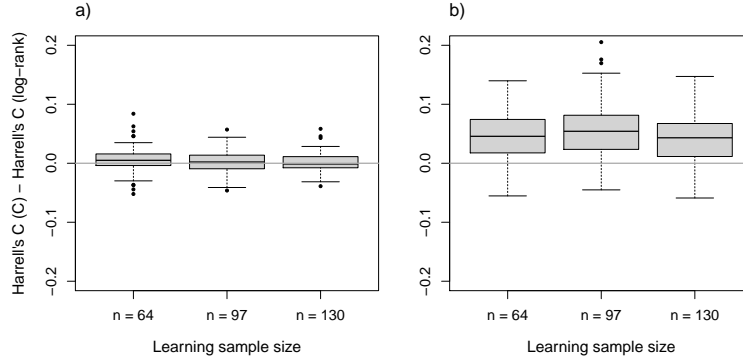 a)
b)
Harrell's C (C) − Harrell's C (log−rank)
0.2
0.1
0.0
−0.1
−0.2
n = 64
n = 97
n = 130
Learning sample size
0.2
0.1
0.0
−0.1
−0.2
n = 64
n = 97
n = 130
Learning sample size